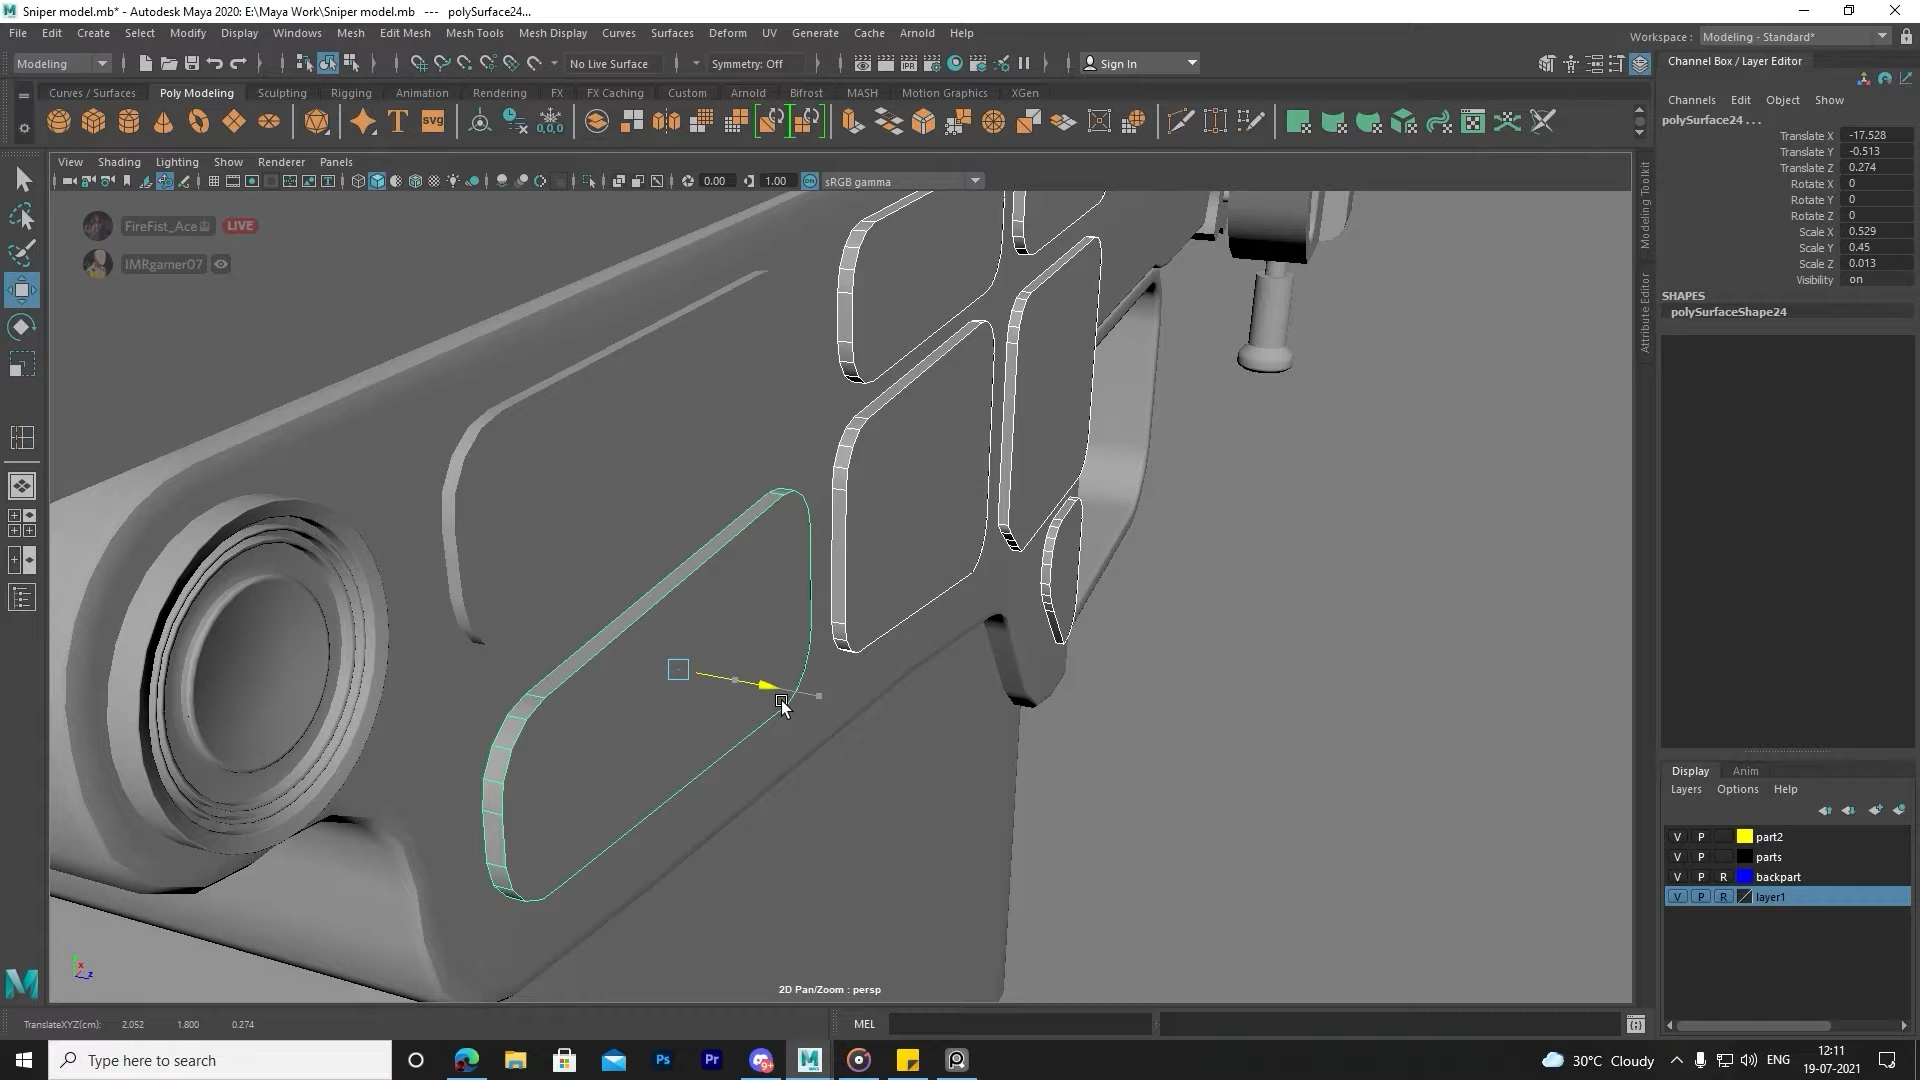 Sniper model.mb* - Autodesk Maya 2020: E:\Maya Work\Sniper model.mb   ---   polySurface24...
File Edit Create Select Modify Display Windows Mesh Edit Mesh Mesh Tools Mesh Display Curves Surfaces Deform UV Generate Cache Arnold Help
Workspace : Modeling - Standard*
Modeling
No Live Surface
Symmetry: Off
Sign In
Channel Box / Layer Editor
Curves / Surfaces Poly Modeling Sculpting Rigging Animation Rendering FX FX Caching Custom Arnold Bifrost MASH Motion Graphics XGen
Channels Edit Object Show
polySurface24 . . .
Translate X -17.528
Translate Y -0.513
Translate Z 0.274
Rotate X 0
Rotate Y 0
Rotate Z 0
Scale X 0.529
Scale Y 0.45
Scale Z 0.013
Visibility on
SHAPES
polySurfaceShape24
View Shading Lighting Show Renderer Panels
0.00 1.00 ON sRGB gamma
Modeling Toolkit
Attribute Editor
FireFist_Ace LIVE
IMRgamer07
2D Pan/Zoom : persp
Display Anim
Layers Options Help
V P part2
V P parts
V P R backpart
V P R layer1
TranslateXYZ(cm): 2.052 1.800 0.274
MEL
Type here to search
Ps
Pr
30°C Cloudy
ENG
12:11
19-07-2021